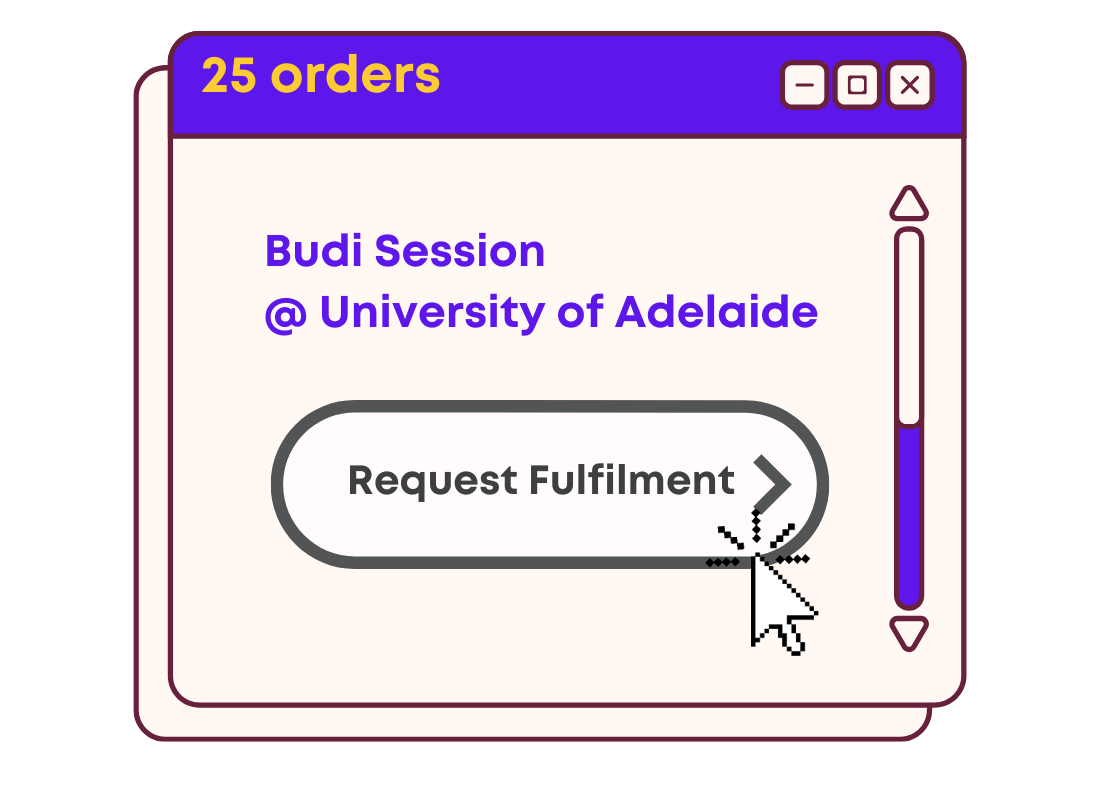 25 orders
Budi Session
@ University of Adelaide
Request Fulfilment